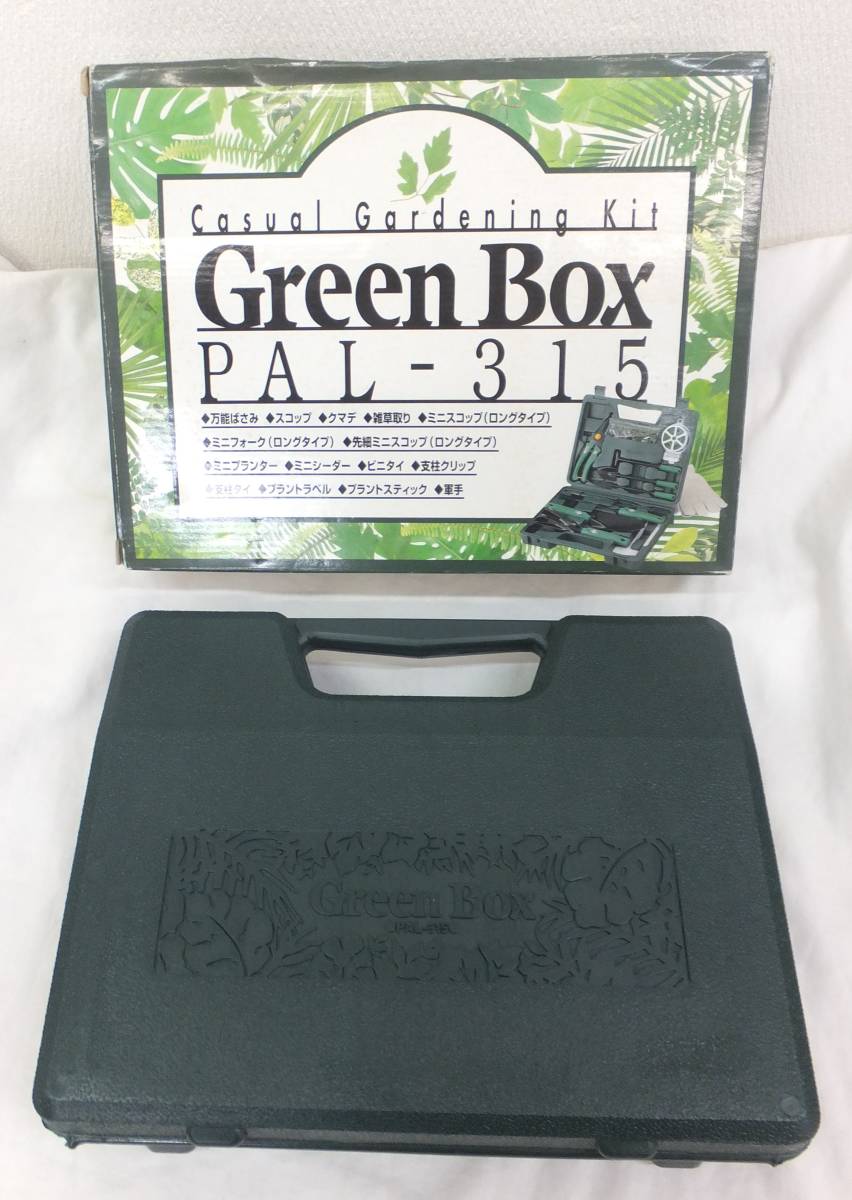 Casual Gardening Kit
Green Box
PAL-315
◆万能ばさみ ◆スコップ ◆クマデ ◆雑草取り ◆ミニスコップ(ロングタイプ)
◆ミニフォーク(ロングタイプ) ◆先細ミニスコップ(ロングタイプ)
◆ミニプランター ◆ミニシーダー ◆ビニタイ ◆支柱クリップ
◆支柱タイ ◆プラントラベル ◆プラントスティック ◆軍手
Green Box
PAL-315